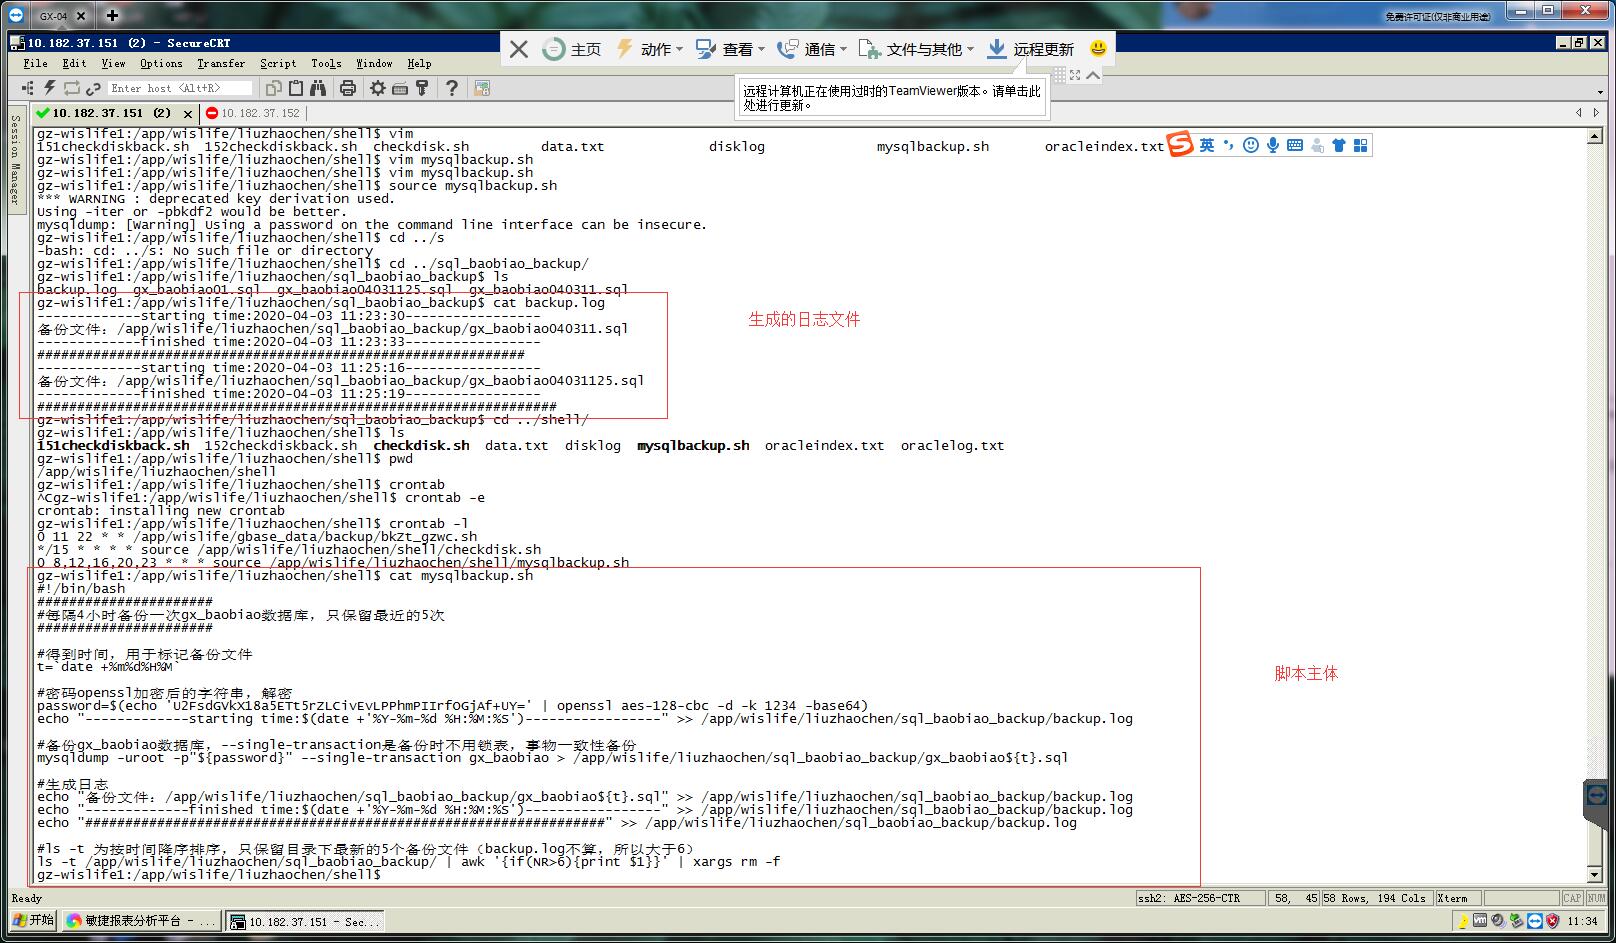 GX-04
免费许可证(仅非商业用途)
10.182.37.151 (2) - SecureCRT
主页 动作 查看 通信 文件与其他 远程更新
File Edit View Options Transfer Script Tools Window Help
远程计算机正在使用过时的TeamViewer版本。请单击此
处进行更新。
Enter host <Alt+R>
10.182.37.151 (2) 10.182.37.152
Session Manager
英
gz-wislife1:/app/wislife/liuzhaochen/shell$ vim
151checkdiskback.sh 152checkdiskback.sh checkdisk.sh data.txt disklog mysqlbackup.sh oracleindex.txt
gz-wislife1:/app/wislife/liuzhaochen/shell$ vim mysqlbackup.sh
gz-wislife1:/app/wislife/liuzhaochen/shell$ vim mysqlbackup.sh
gz-wislife1:/app/wislife/liuzhaochen/shell$ source mysqlbackup.sh
*** WARNING : deprecated key derivation used.
Using -iter or -pbkdf2 would be better.
mysqldump: [Warning] Using a password on the command line interface can be insecure.
gz-wislife1:/app/wislife/liuzhaochen/shell$ cd ../s
-bash: cd: ../s: No such file or directory
gz-wislife1:/app/wislife/liuzhaochen/shell$ cd ../sql_baobiao_backup/
gz-wislife1:/app/wislife/liuzhaochen/sql_baobiao_backup$ ls
backup.log gx_baobiao01.sql gx_baobiao04031125.sql gx_baobiao040311.sql
gz-wislife1:/app/wislife/liuzhaochen/sql_baobiao_backup$ cat backup.log
-------------starting time:2020-04-03 11:23:30-----------------
备份文件：/app/wislife/liuzhaochen/sql_baobiao_backup/gx_baobiao040311.sql
-------------finished time:2020-04-03 11:23:33-----------------
#############################################################
-------------starting time:2020-04-03 11:25:16-----------------
备份文件：/app/wislife/liuzhaochen/sql_baobiao_backup/gx_baobiao04031125.sql
-------------finished time:2020-04-03 11:25:19-----------------
#################################################################
生成的日志文件
gz-wislife1:/app/wislife/liuzhaochen/sql_baobiao_backup$ cd ../shell/
gz-wislife1:/app/wislife/liuzhaochen/shell$ ls
151checkdiskback.sh 152checkdiskback.sh checkdisk.sh data.txt disklog mysqlbackup.sh oracleindex.txt oraclelog.txt
gz-wislife1:/app/wislife/liuzhaochen/shell$ pwd
/app/wislife/liuzhaochen/shell
gz-wislife1:/app/wislife/liuzhaochen/shell$ crontab
^Cgz-wislife1:/app/wislife/liuzhaochen/shell$ crontab -e
crontab: installing new crontab
gz-wislife1:/app/wislife/liuzhaochen/shell$ crontab -l
0 11 22 * * /app/wislife/gbase_data/backup/bkZt_gzwc.sh
*/15 * * * * source /app/wislife/liuzhaochen/shell/checkdisk.sh
0 8,12,16,20,23 * * * source /app/wislife/liuzhaochen/shell/mysqlbackup.sh
gz-wislife1:/app/wislife/liuzhaochen/shell$ cat mysqlbackup.sh
#!/bin/bash
######################
#每隔4小时备份一次gx_baobiao数据库，只保留最近的5次
######################
#得到时间，用于标记备份文件
t=`date +%m%d%H%M`
脚本主体
#密码openssl加密后的字符串，解密
password=$(echo 'U2FsdGVkX18a5ETt5rZLCivEvLPPhmPIIrfOGjAf+UY=' | openssl aes-128-cbc -d -k 1234 -base64)
echo "-------------starting time:$(date +'%Y-%m-%d %H:%M:%S')-----------------" >> /app/wislife/liuzhaochen/sql_baobiao_backup/backup.log
#备份gx_baobiao数据库，--single-transaction是备份时不用锁表，事物一致性备份
mysqldump -uroot -p"${password}" --single-transaction gx_baobiao > /app/wislife/liuzhaochen/sql_baobiao_backup/gx_baobiao${t}.sql
#生成日志
echo "备份文件：/app/wislife/liuzhaochen/sql_baobiao_backup/gx_baobiao${t}.sql" >> /app/wislife/liuzhaochen/sql_baobiao_backup/backup.log
echo "-------------finished time:$(date +'%Y-%m-%d %H:%M:%S')-----------------" >> /app/wislife/liuzhaochen/sql_baobiao_backup/backup.log
echo "#################################################################" >> /app/wislife/liuzhaochen/sql_baobiao_backup/backup.log
#ls -t 为按时间降序排序，只保留目录下最新的5个备份文件（backup.log不算，所以大于6）
ls -t /app/wislife/liuzhaochen/sql_baobiao_backup/ | awk '{if(NR>6){print $1}}' | xargs rm -f
gz-wislife1:/app/wislife/liuzhaochen/shell$
Ready ssh2: AES-256-CTR 58, 45 58 Rows, 194 Cols Xterm CAP NUM
开始 敏捷报表分析平台 - ... 10.182.37.151 - Sec... 11:34